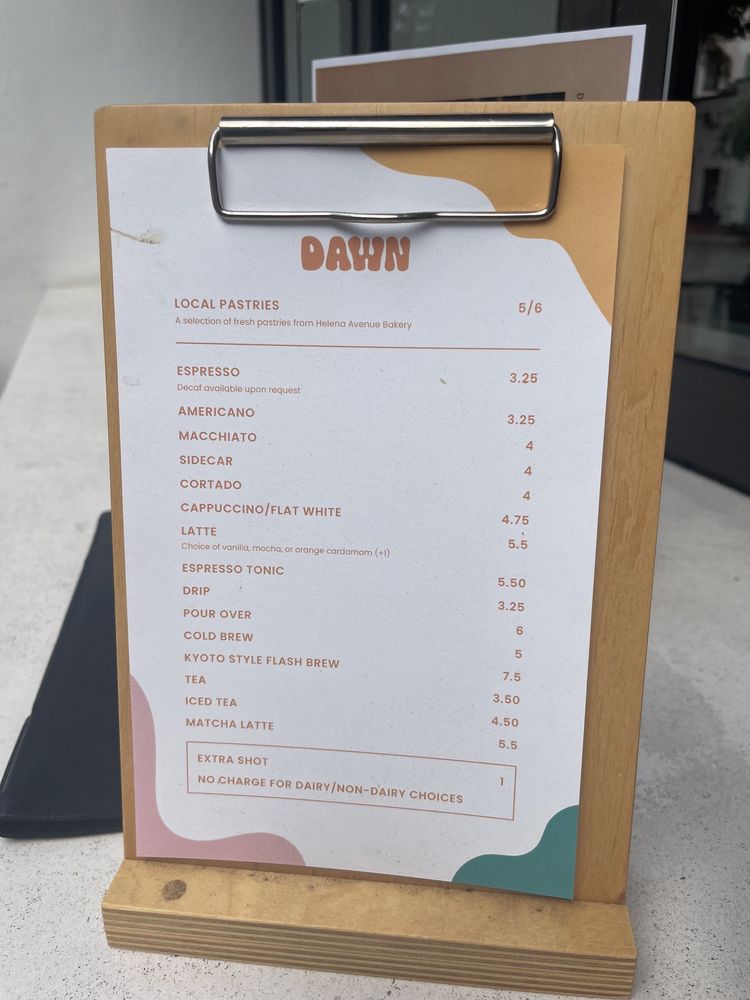 DAWN
LOCAL PASTRIES 5/6
A selection of fresh pastries from Helena Avenue Bakery
ESPRESSO 3.25
Decaf available upon request
AMERICANO 3.25
MACCHIATO 4
SIDECAR 4
CORTADO 4
CAPPUCCINO/FLAT WHITE 4.75
LATTE 5.5
Choice of vanilla, mocha, or orange cardamom (+1)
ESPRESSO TONIC 5.50
DRIP 3.25
POUR OVER 6
COLD BREW 5
KYOTO STYLE FLASH BREW 7.5
TEA 3.50
ICED TEA 4.50
MATCHA LATTE 5.5
EXTRA SHOT 1
NO CHARGE FOR DAIRY/NON-DAIRY CHOICES